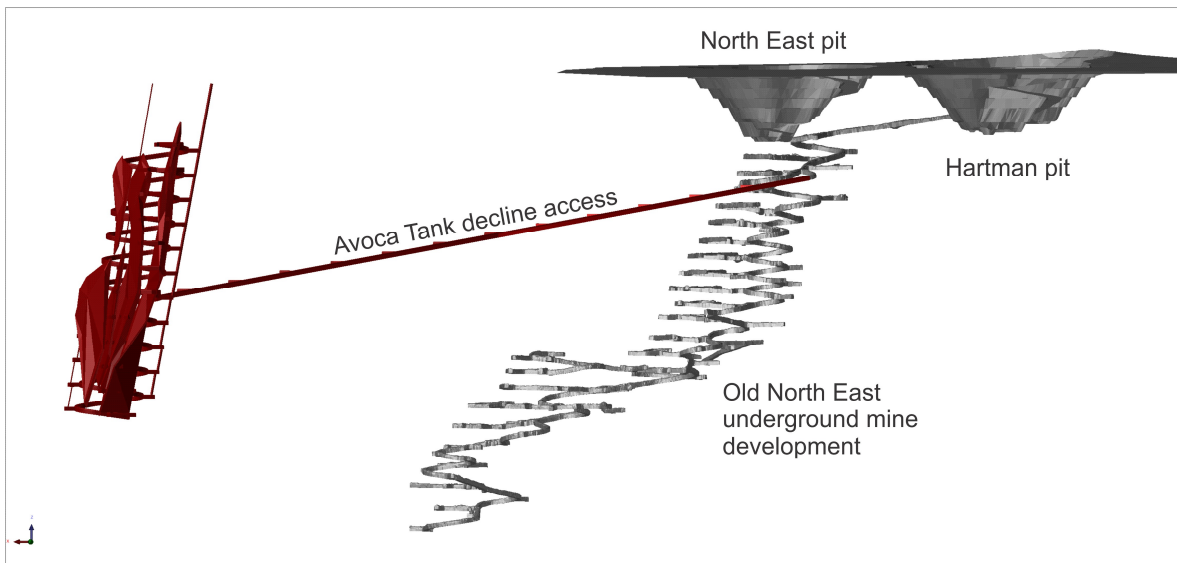 North East pit
Hartman pit
Avoca Tank decline access
Old North East
underground mine
development